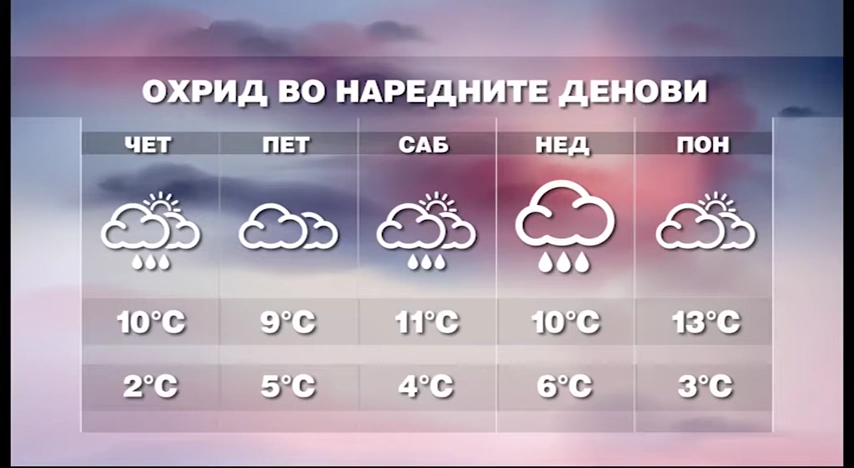 ОХРИД ВО НАРЕДНИТЕ ДЕНОВИ
ЧЕТ ПЕТ САБ НЕД ПОН
10°C 9°C 11°C 10°C 13°C
2°C 5°C 4°C 6°C 3°C